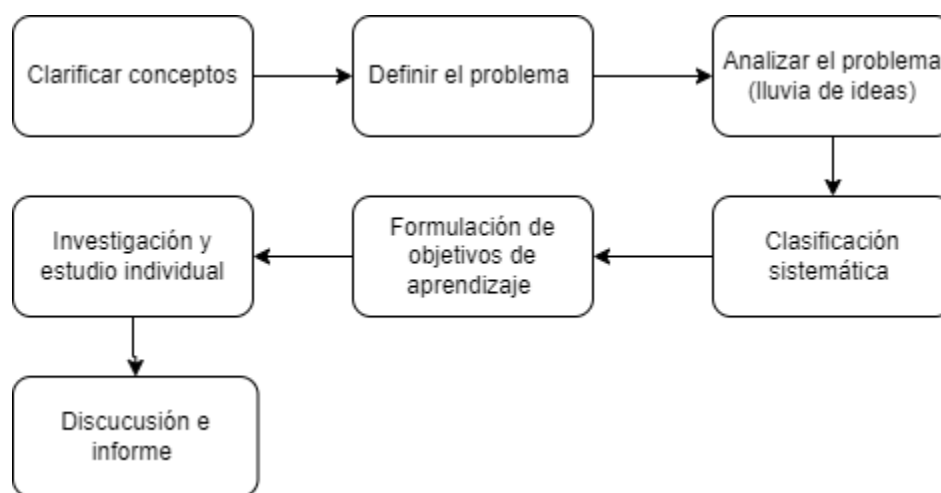 Clarificar conceptos
Definir el problema
Analizar el problema
(lluvia de ideas)
Clasificación
sistemática
Formulación de
objetivos de
aprendizaje
Investigación y
estudio individual
Discucusión e
informe